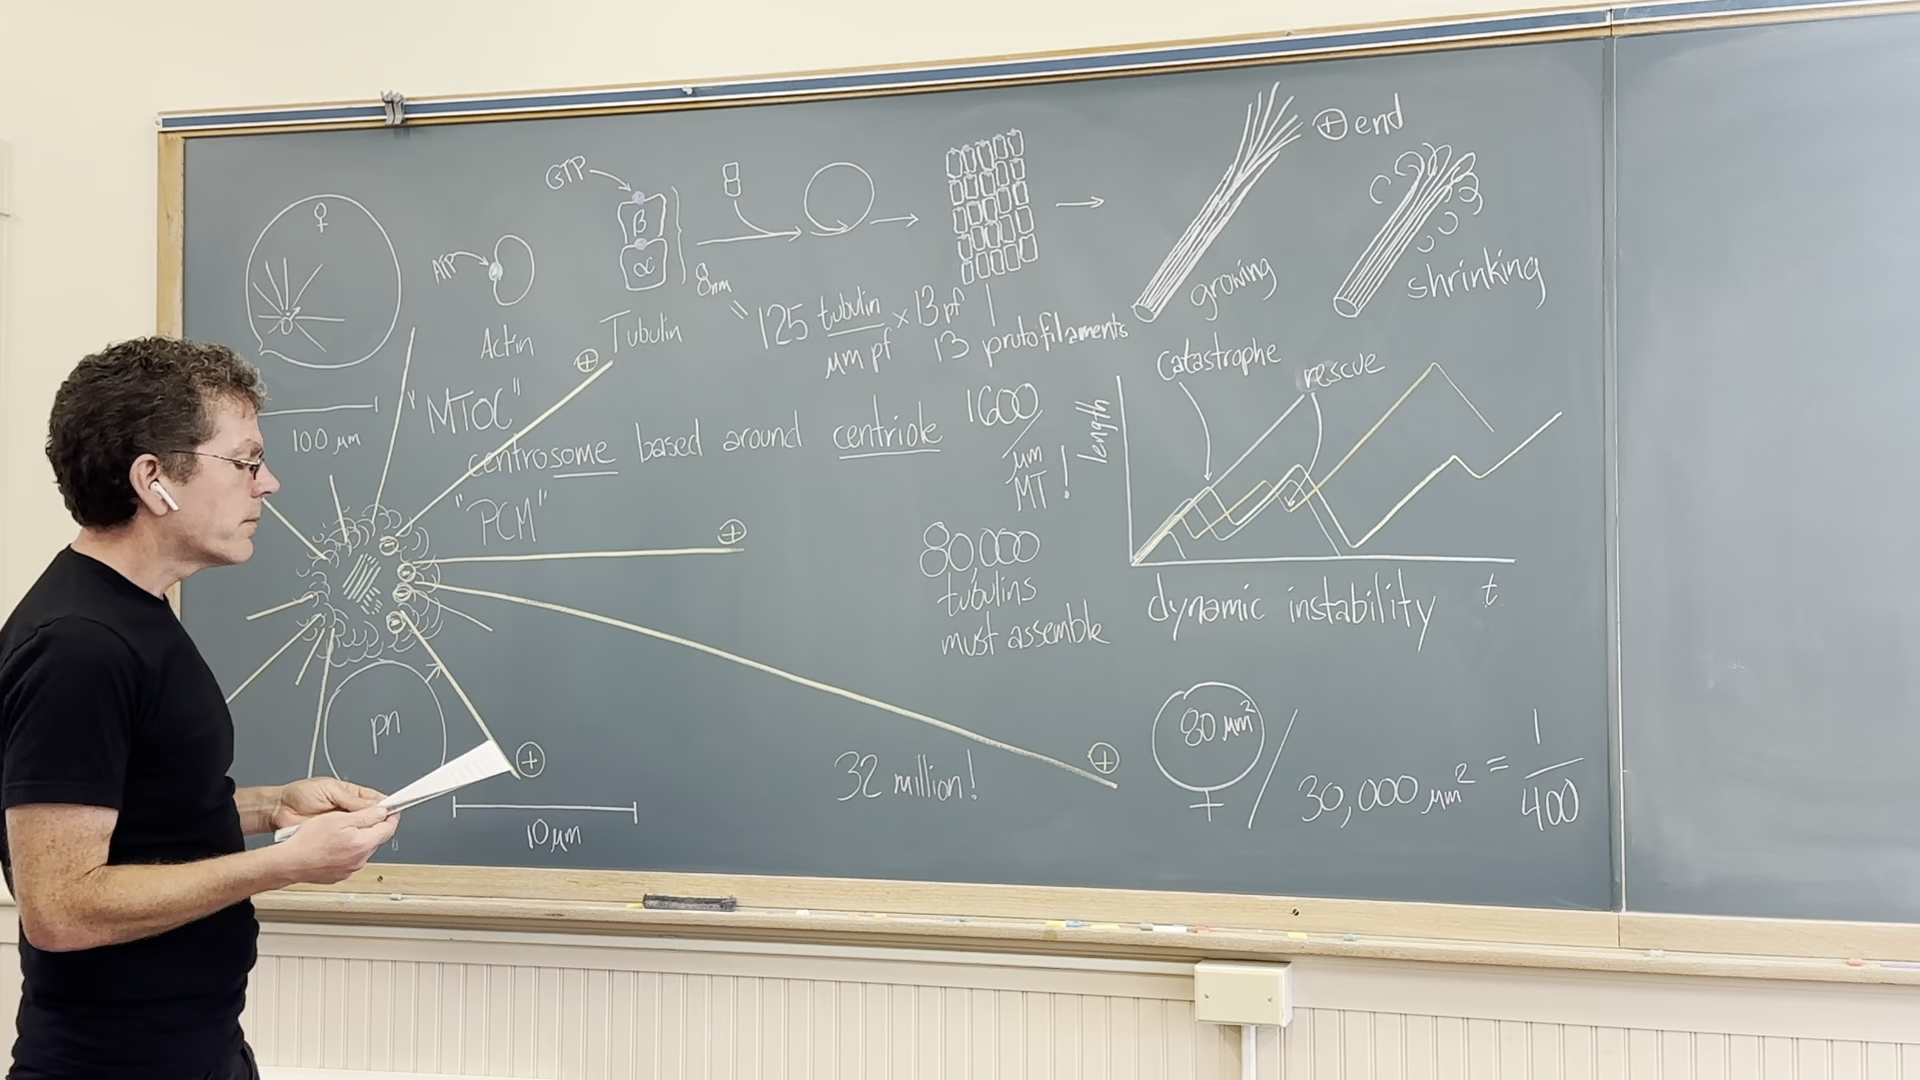 ♀
100 µm
ATP
Actin
GTP
β
α
8nm
Tubulin
125 tubulin / µm pf × 13 pf
13 protofilaments
⊕ end
growing
shrinking
"MTOC"
centrosome based around centriole
"PCM"
1600
/
µm
MT!
80,000
tubulins
must assemble
Catastrophe
rescue
length
t
dynamic instability
⊕
⊕
⊕
⊕
pn
10µm
32 million!
80 µm² / 30,000 µm² = 1/400